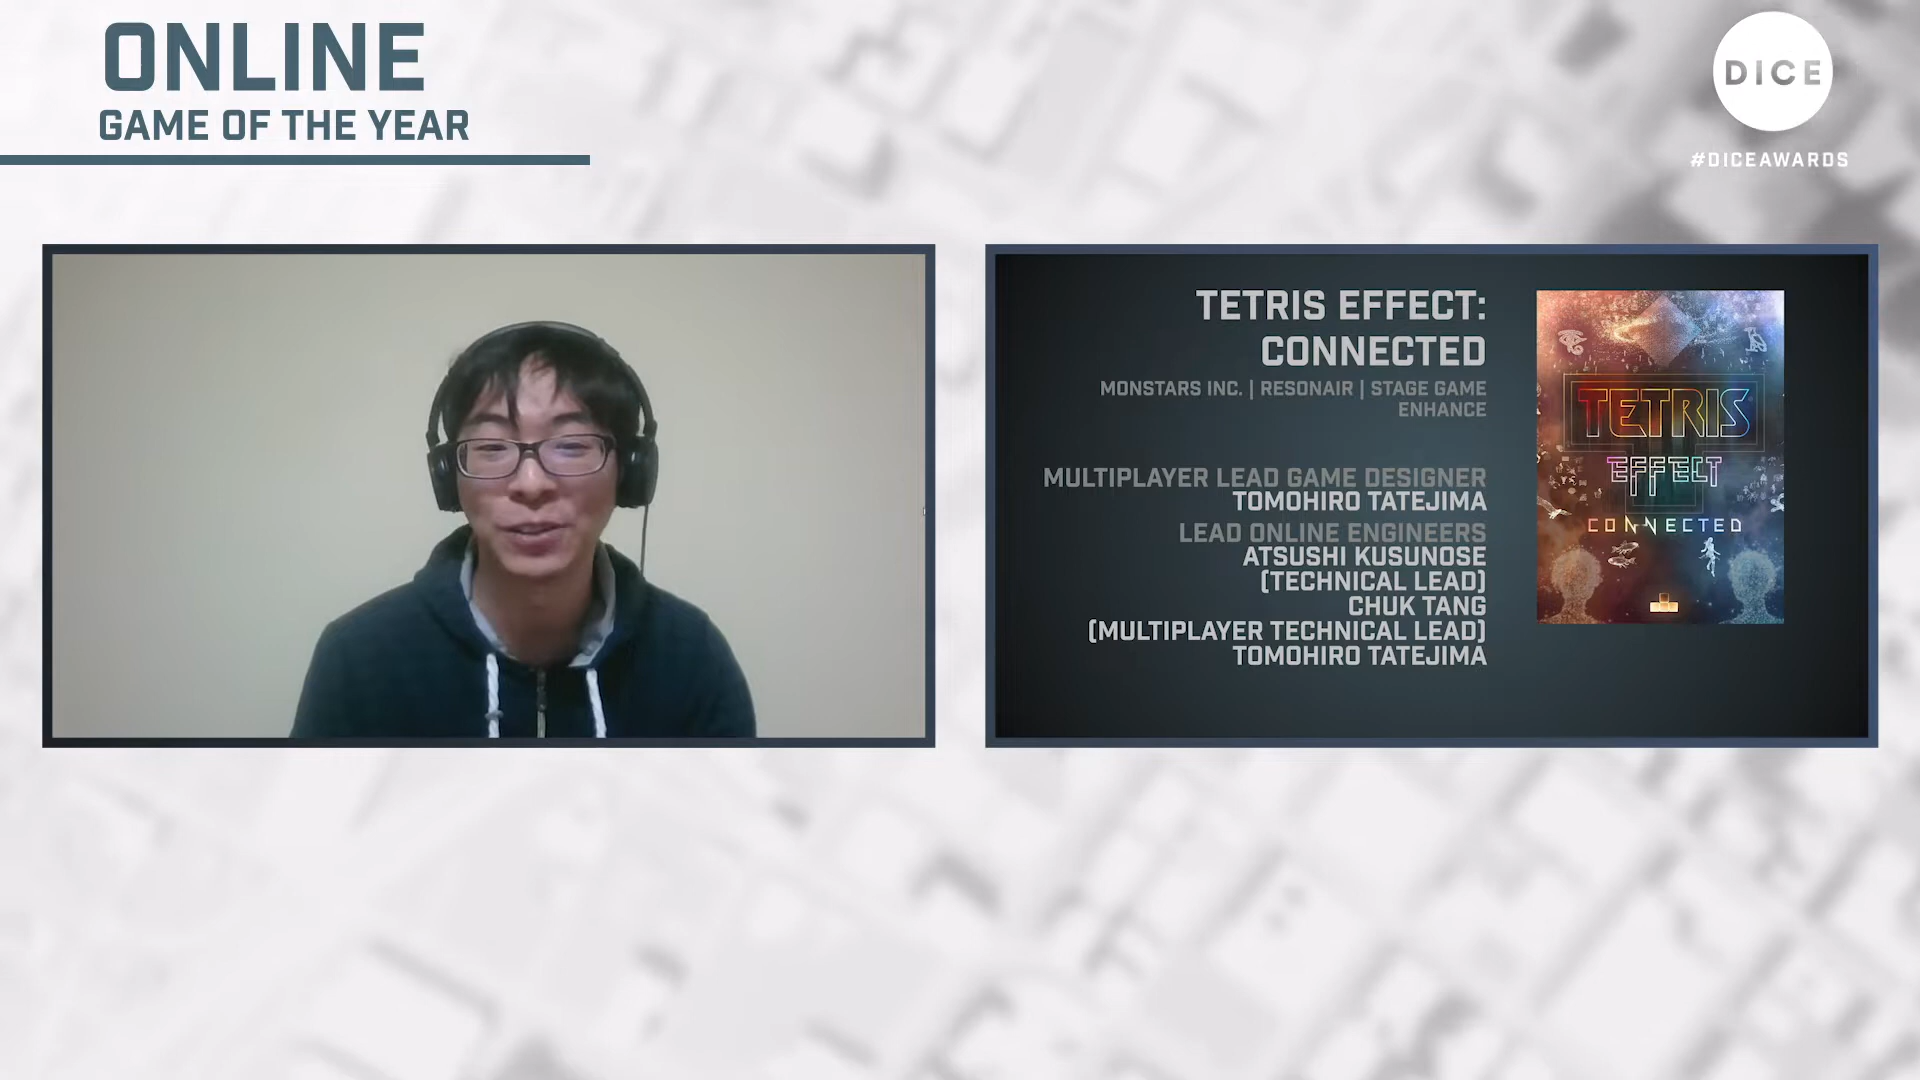 ONLINE
GAME OF THE YEAR
DICE
#DICEAWARDS
TETRIS EFFECT:
CONNECTED
MONSTARS INC. | RESONAIR | STAGE GAME
ENHANCE
MULTIPLAYER LEAD GAME DESIGNER
TOMOHIRO TATEJIMA
LEAD ONLINE ENGINEERS
ATSUSHI KUSUNOSE
(TECHNICAL LEAD)
CHUK TANG
(MULTIPLAYER TECHNICAL LEAD)
TOMOHIRO TATEJIMA
TETRIS
EFFECT
CONNECTED